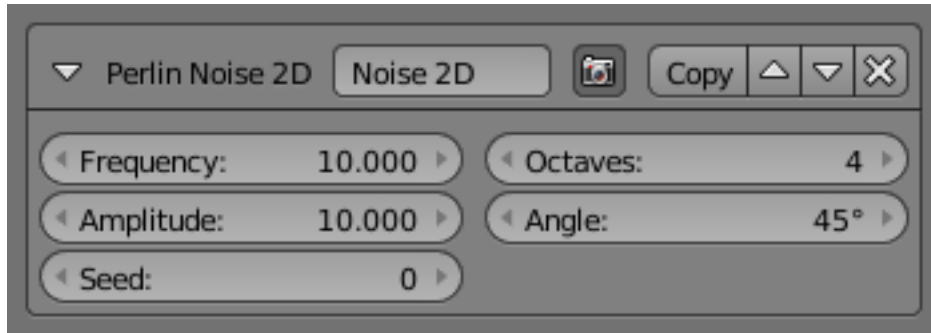 Perlin Noise 2D Noise 2D Copy
Frequency: 10.000 Octaves: 4
Amplitude: 10.000 Angle: 45°
Seed: 0